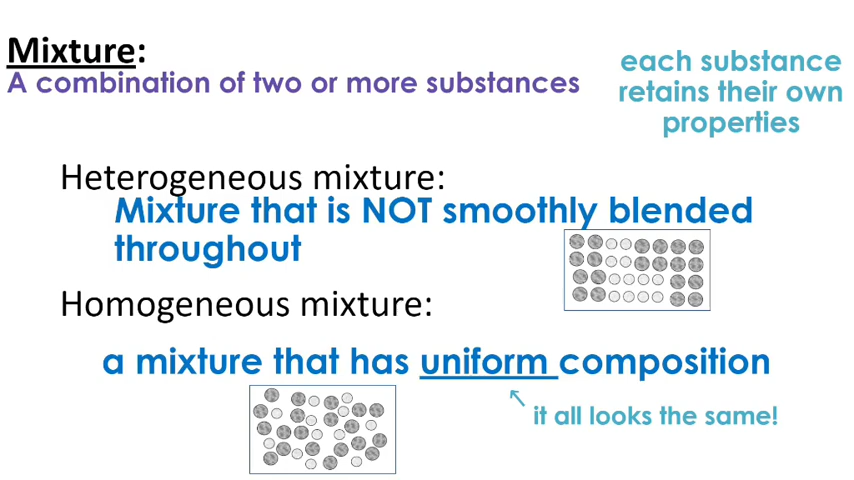 Mixture:
A combination of two or more substances
each substance
retains their own
properties
Heterogeneous mixture:
Mixture that is NOT smoothly blended
throughout
Homogeneous mixture:
a mixture that has uniform composition
it all looks the same!